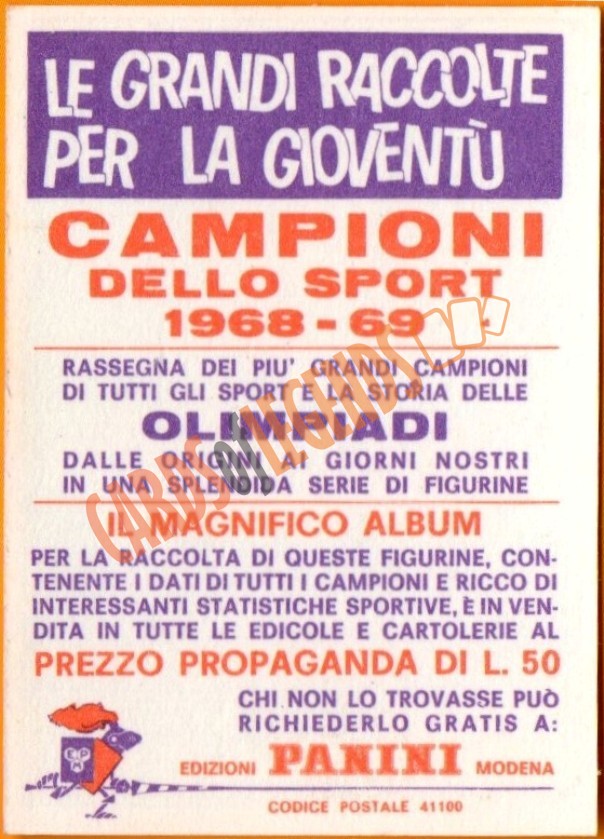 LE GRANDI RACCOLTE
PER LA GIOVENTÙ
CAMPIONI
DELLO SPORT
1968 - 69
RASSEGNA DEI PIU' GRANDI CAMPIONI
DI TUTTI GLI SPORT E LA STORIA DELLE
OLIMPIADI
DALLE ORIGINI AI GIORNI NOSTRI
IN UNA SPLENDIDA SERIE DI FIGURINE
CARDS OF LEGENDS
IL MAGNIFICO ALBUM
PER LA RACCOLTA DI QUESTE FIGURINE, CON-
TENENTE I DATI DI TUTTI I CAMPIONI E RICCO DI
INTERESSANTI STATISTICHE SPORTIVE, È IN VEN-
DITA IN TUTTE LE EDICOLE E CARTOLERIE AL
PREZZO PROPAGANDA DI L. 50
CHI NON LO TROVASSE PUÒ
RICHIEDERLO GRATIS A:
EDIZIONI PANINI MODENA
CODICE POSTALE 41100